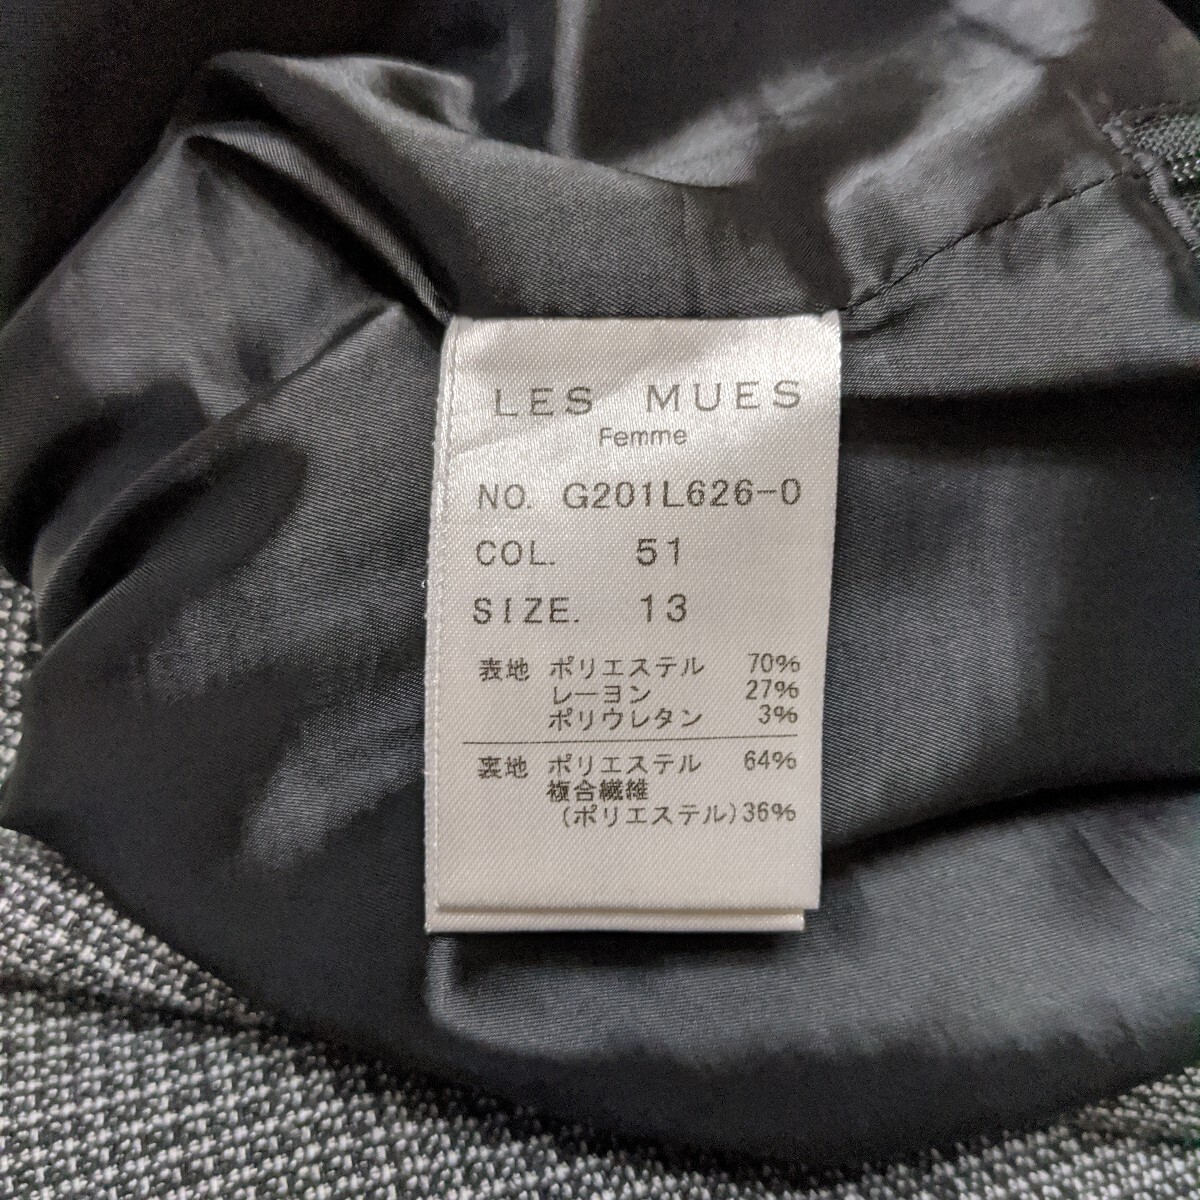 LES MUES
Femme
NO. G201L626-0
COL. 51
SIZE. 13
表地 ポリエステル 70%
レーヨン 27%
ポリウレタン 3%
裏地 ポリエステル 64%
複合繊維
(ポリエステル)36%